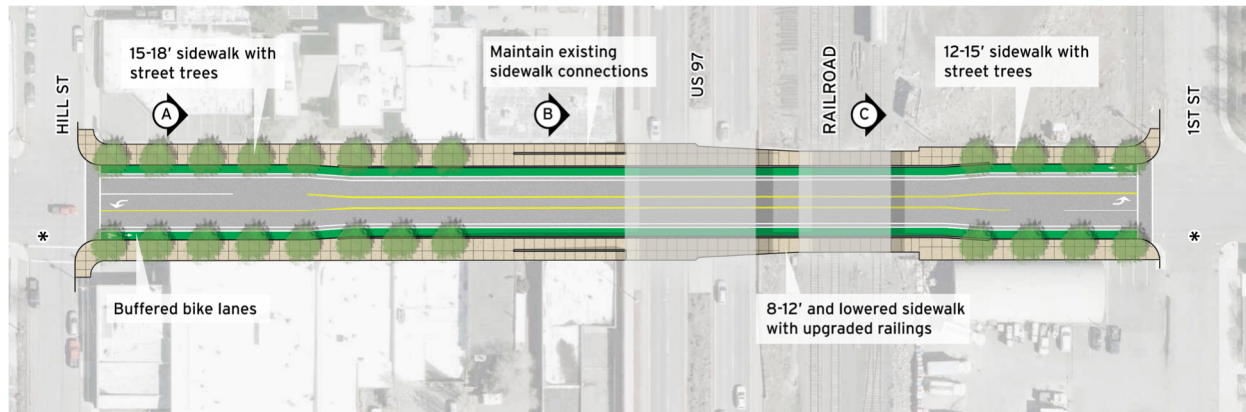 15-18' sidewalk with
street trees
Maintain existing
sidewalk connections
12-15' sidewalk with
street trees
HILL ST
A
B
US 97
RAILROAD
C
1ST ST
*
*
Buffered bike lanes
8-12' and lowered sidewalk
with upgraded railings